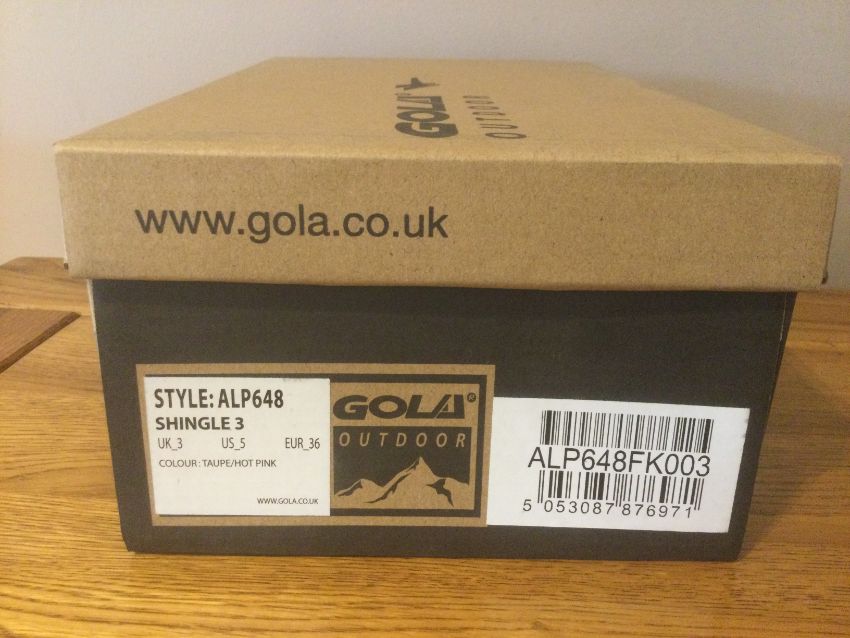 GOLA®
OUTDOOR
www.gola.co.uk
STYLE: ALP648
SHINGLE 3
UK_3 US_5 EUR_36
COLOUR: TAUPE/HOT PINK
WWW.GOLA.CO.UK
GOLA®
OUTDOOR
ALP648FK003
5 053087 876971